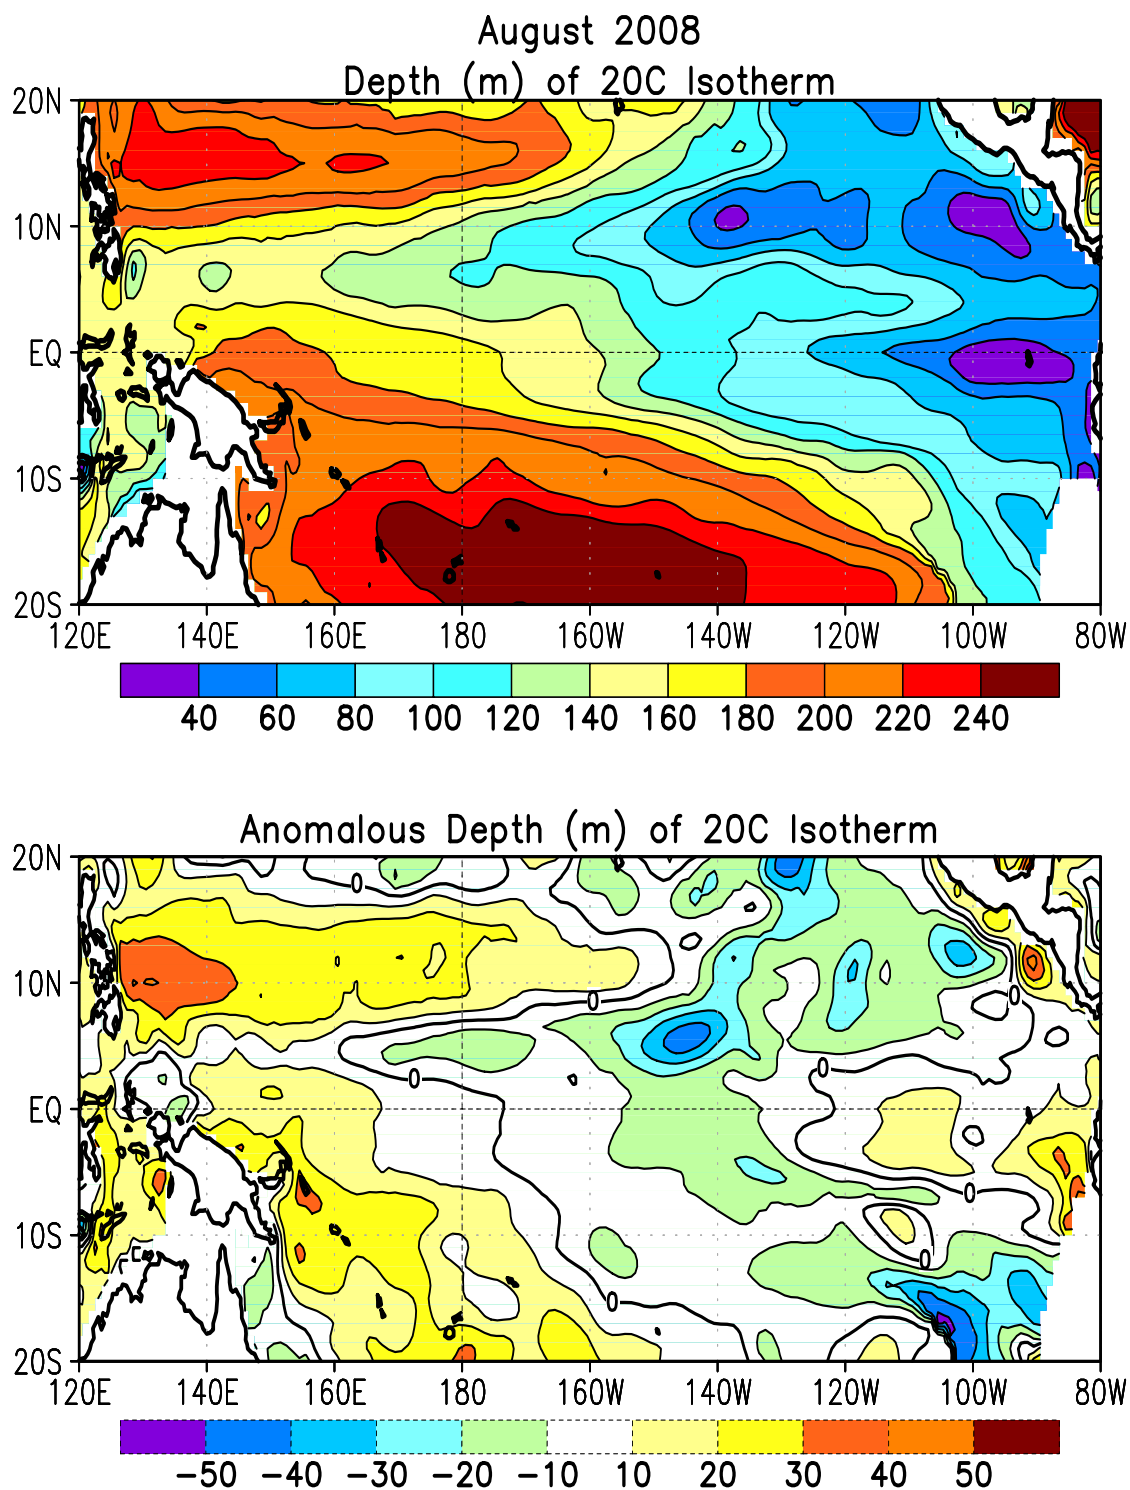 August 2008
Depth (m) of 20C Isotherm
20N
10N
EQ
10S
20S
120E 140E 160E 180 160W 140W 120W 100W 80W
40 60 80 100 120 140 160 180 200 220 240
Anomalous Depth (m) of 20C Isotherm
20N
0
10N
0
0
0
0
EQ
0
10S
0
0
20S
120E 140E 160E 180 160W 140W 120W 100W 80W
−50 −40 −30 −20 −10 10 20 30 40 50